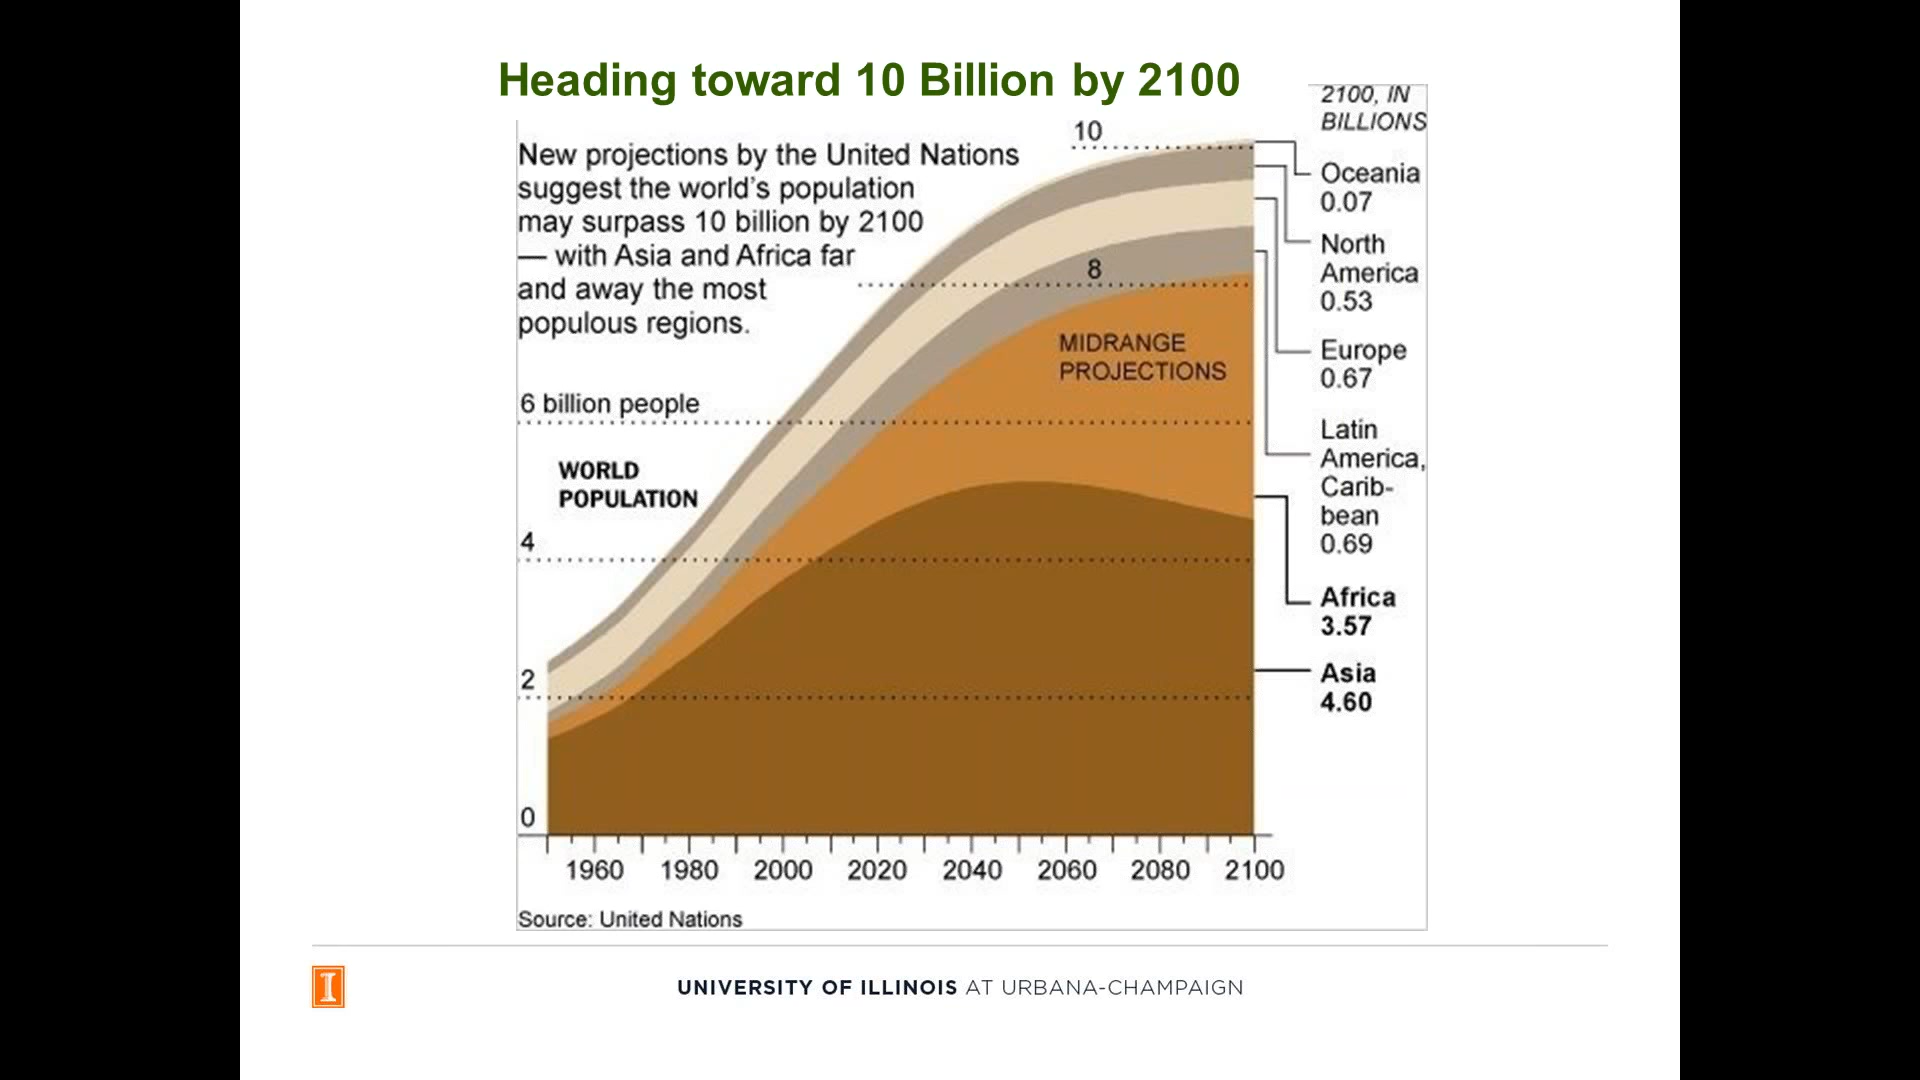 Heading toward 10 Billion by 2100
New projections by the United Nations
suggest the world's population
may surpass 10 billion by 2100
— with Asia and Africa far
and away the most
populous regions.
10
8
6 billion people
4
2
0
WORLD
POPULATION
MIDRANGE
PROJECTIONS
2100, IN
BILLIONS
Oceania
0.07
North
America
0.53
Europe
0.67
Latin
America,
Carib-
bean
0.69
Africa
3.57
Asia
4.60
1960 1980 2000 2020 2040 2060 2080 2100
Source: United Nations
I
UNIVERSITY OF ILLINOIS AT URBANA-CHAMPAIGN